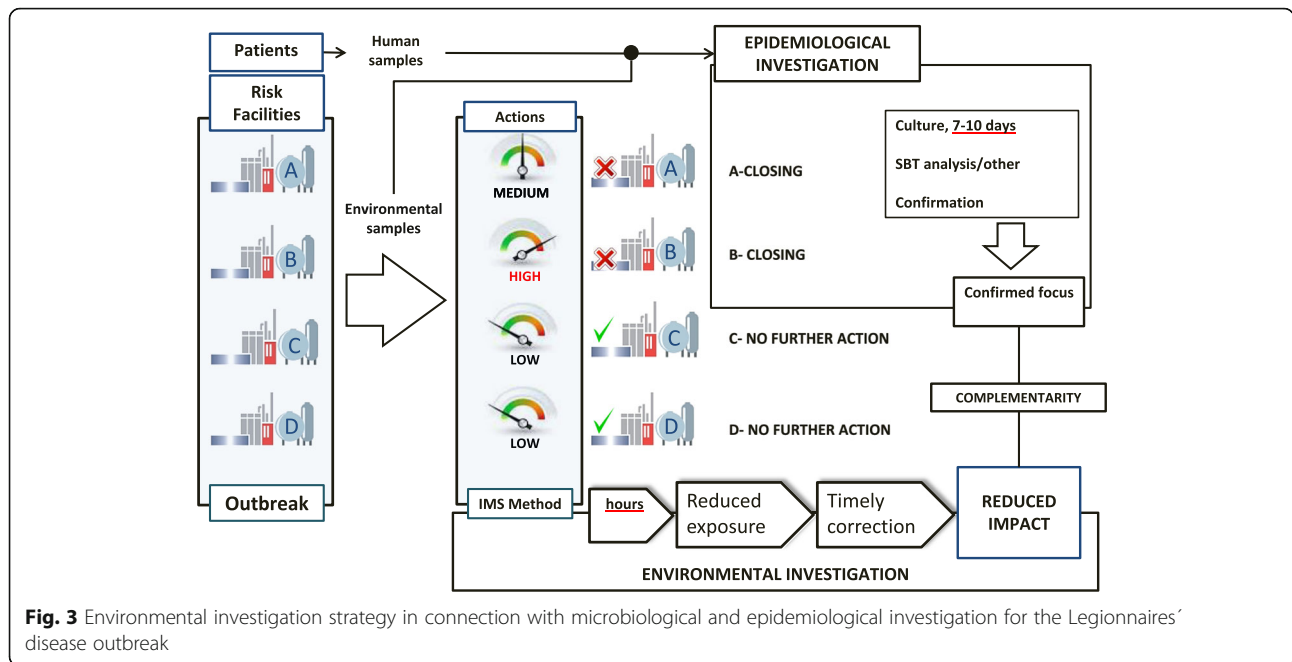 Patients
Human
samples
EPIDEMIOLOGICAL
INVESTIGATION
Risk
Facilities
A
B
C
D
Outbreak
Environmental
samples
Actions
MEDIUM
HIGH
LOW
LOW
IMS Method
A
B
C
D
A-CLOSING
B- CLOSING
C- NO FURTHER ACTION
D- NO FURTHER ACTION
Culture, 7-10 days
SBT analysis/other
Confirmation
Confirmed focus
COMPLEMENTARITY
hours
Reduced
exposure
Timely
correction
REDUCED
IMPACT
ENVIRONMENTAL INVESTIGATION
Fig. 3 Environmental investigation strategy in connection with microbiological and epidemiological investigation for the Legionnaires´
disease outbreak